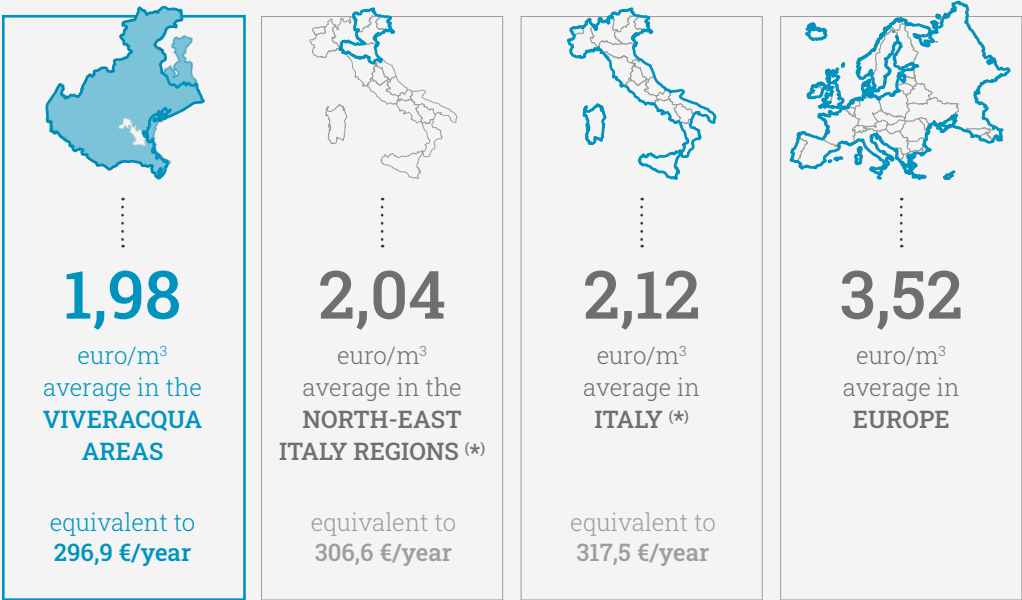 1,98
euro/m³
average in the
VIVERACQUA
AREAS
equivalent to
296,9 €/year
2,04
euro/m³
average in the
NORTH-EAST
ITALY REGIONS (*)
equivalent to
306,6 €/year
2,12
euro/m³
average in
ITALY (*)
equivalent to
317,5 €/year
3,52
euro/m³
average in
EUROPE